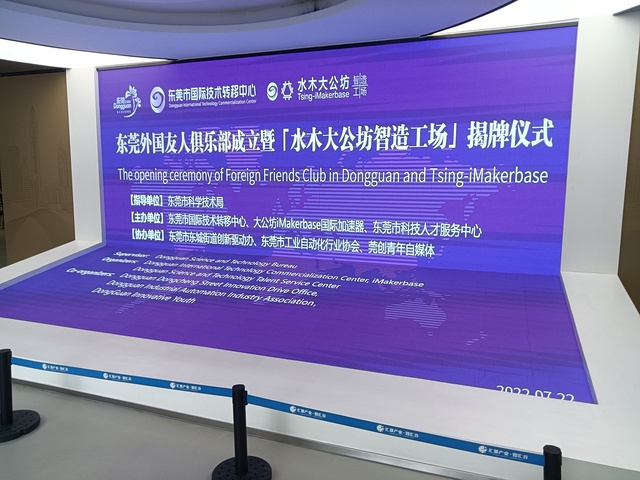 东莞
Dongguan
东莞市国际技术转移中心
Dongguan International Technology Commercialization Center
水木大公坊
Tsing-iMakerbase
智造
工场
东莞外国友人俱乐部成立暨「水木大公坊智造工场」揭牌仪式
The opening ceremony of Foreign Friends Club in Dongguan and Tsing-iMakerbase
【指导单位】东莞市科学技术局
【主办单位】东莞市国际技术转移中心、大公坊iMakerbase国际加速器、东莞市科技人才服务中心
【协办单位】东莞市东城街道创新驱动办、东莞市工业自动化行业协会、莞创青年自媒体
Supervisor: Dongguan Science and Technology Bureau
Organizers: Dongguan International Technology Commercialization Center, iMakerbase
Dongguan Science and Technology Talent Service Center
Co-organizers: Dongguan Dongcheng Street Innovation Drive Office,
Dongguan Industrial Automation Industry Association,
Dongguan Innovative Youth
2022.07.22